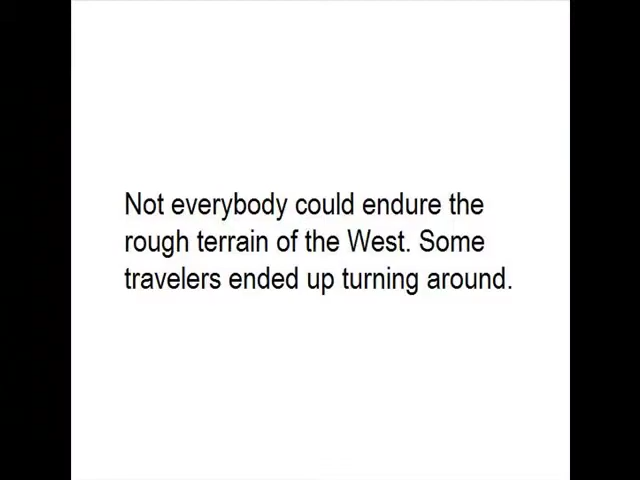 Not everybody could endure the
rough terrain of the West. Some
travelers ended up turning around.